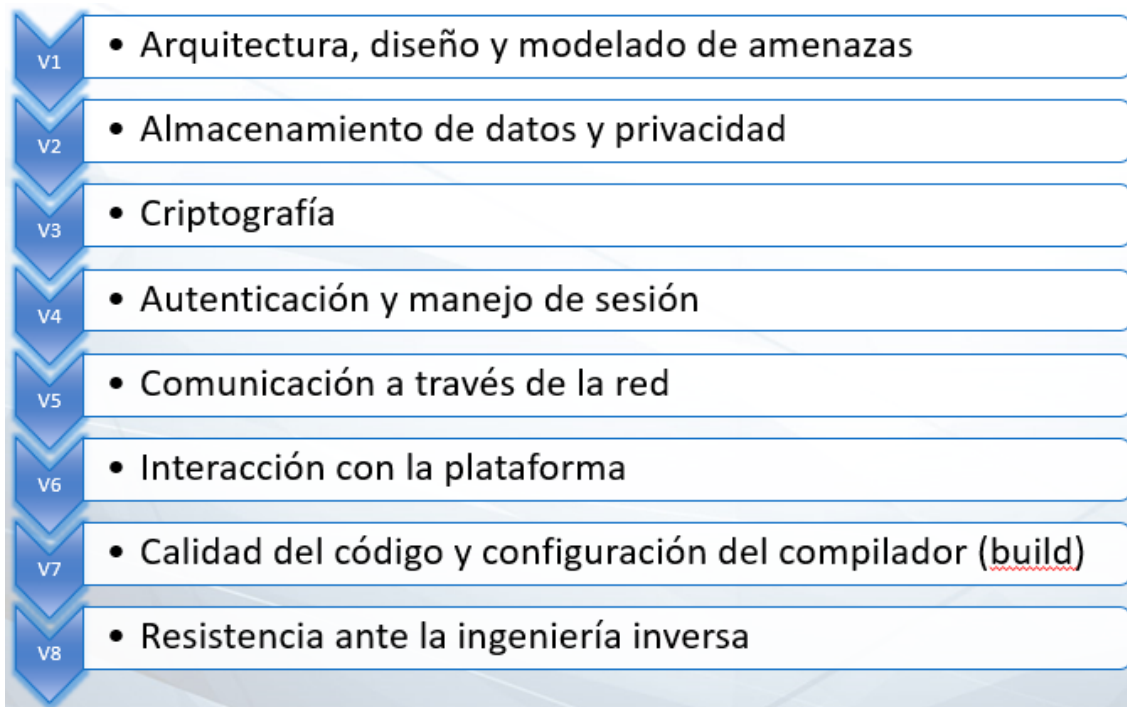 V1
• Arquitectura, diseño y modelado de amenazas
V2
• Almacenamiento de datos y privacidad
V3
• Criptografía
V4
• Autenticación y manejo de sesión
V5
• Comunicación a través de la red
V6
• Interacción con la plataforma
V7
• Calidad del código y configuración del compilador (build)
V8
• Resistencia ante la ingeniería inversa